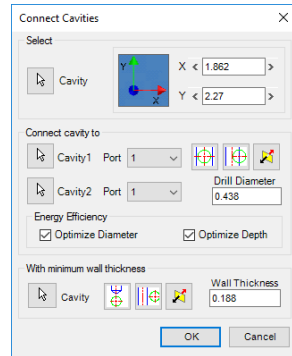 Connect Cavities
Select
Cavity
Y
X
X < 1.862 >
Y < 2.27 >
Connect cavity to
Cavity1 Port 1
Cavity2 Port 1
Drill Diameter
0.438
Energy Efficiency
Optimize Diameter
Optimize Depth
With minimum wall thickness
Cavity
Wall Thickness
0.188
OK
Cancel